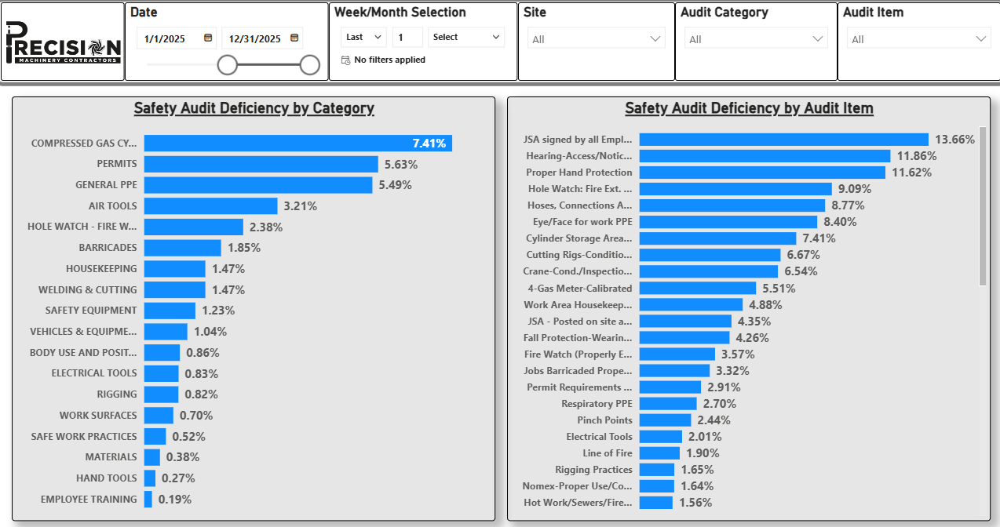 PRECISION
MACHINERY CONTRACTORS
Date
1/1/2025
12/31/2025
Week/Month Selection
Last
1
Select
No filters applied
Site
All
Audit Category
All
Audit Item
All
Safety Audit Deficiency by Category
COMPRESSED GAS CY... 7.41%
PERMITS 5.63%
GENERAL PPE 5.49%
AIR TOOLS 3.21%
HOLE WATCH - FIRE W... 2.38%
BARRICADES 1.85%
HOUSEKEEPING 1.47%
WELDING & CUTTING 1.47%
SAFETY EQUIPMENT 1.23%
VEHICLES & EQUIPME... 1.04%
BODY USE AND POSIT... 0.86%
ELECTRICAL TOOLS 0.83%
RIGGING 0.82%
WORK SURFACES 0.70%
SAFE WORK PRACTICES 0.52%
MATERIALS 0.38%
HAND TOOLS 0.27%
EMPLOYEE TRAINING 0.19%
Safety Audit Deficiency by Audit Item
JSA signed by all Empl... 13.66%
Hearing-Access/Notic... 11.86%
Proper Hand Protection 11.62%
Hole Watch: Fire Ext. ... 9.09%
Hoses, Connections A... 8.77%
Eye/Face for work PPE 8.40%
Cylinder Storage Area... 7.41%
Cutting Rigs-Conditio... 6.67%
Crane-Cond./Inspectio... 6.54%
4-Gas Meter-Calibrated 5.51%
Work Area Housekeep... 4.88%
JSA - Posted on site a... 4.35%
Fall Protection-Wearin... 4.26%
Fire Watch (Properly E... 3.57%
Jobs Barricaded Prope... 3.32%
Permit Requirements ... 2.91%
Respiratory PPE 2.70%
Pinch Points 2.44%
Electrical Tools 2.01%
Line of Fire 1.90%
Rigging Practices 1.65%
Nomex-Proper Use/Co... 1.64%
Hot Work/Sewers/Fire... 1.56%